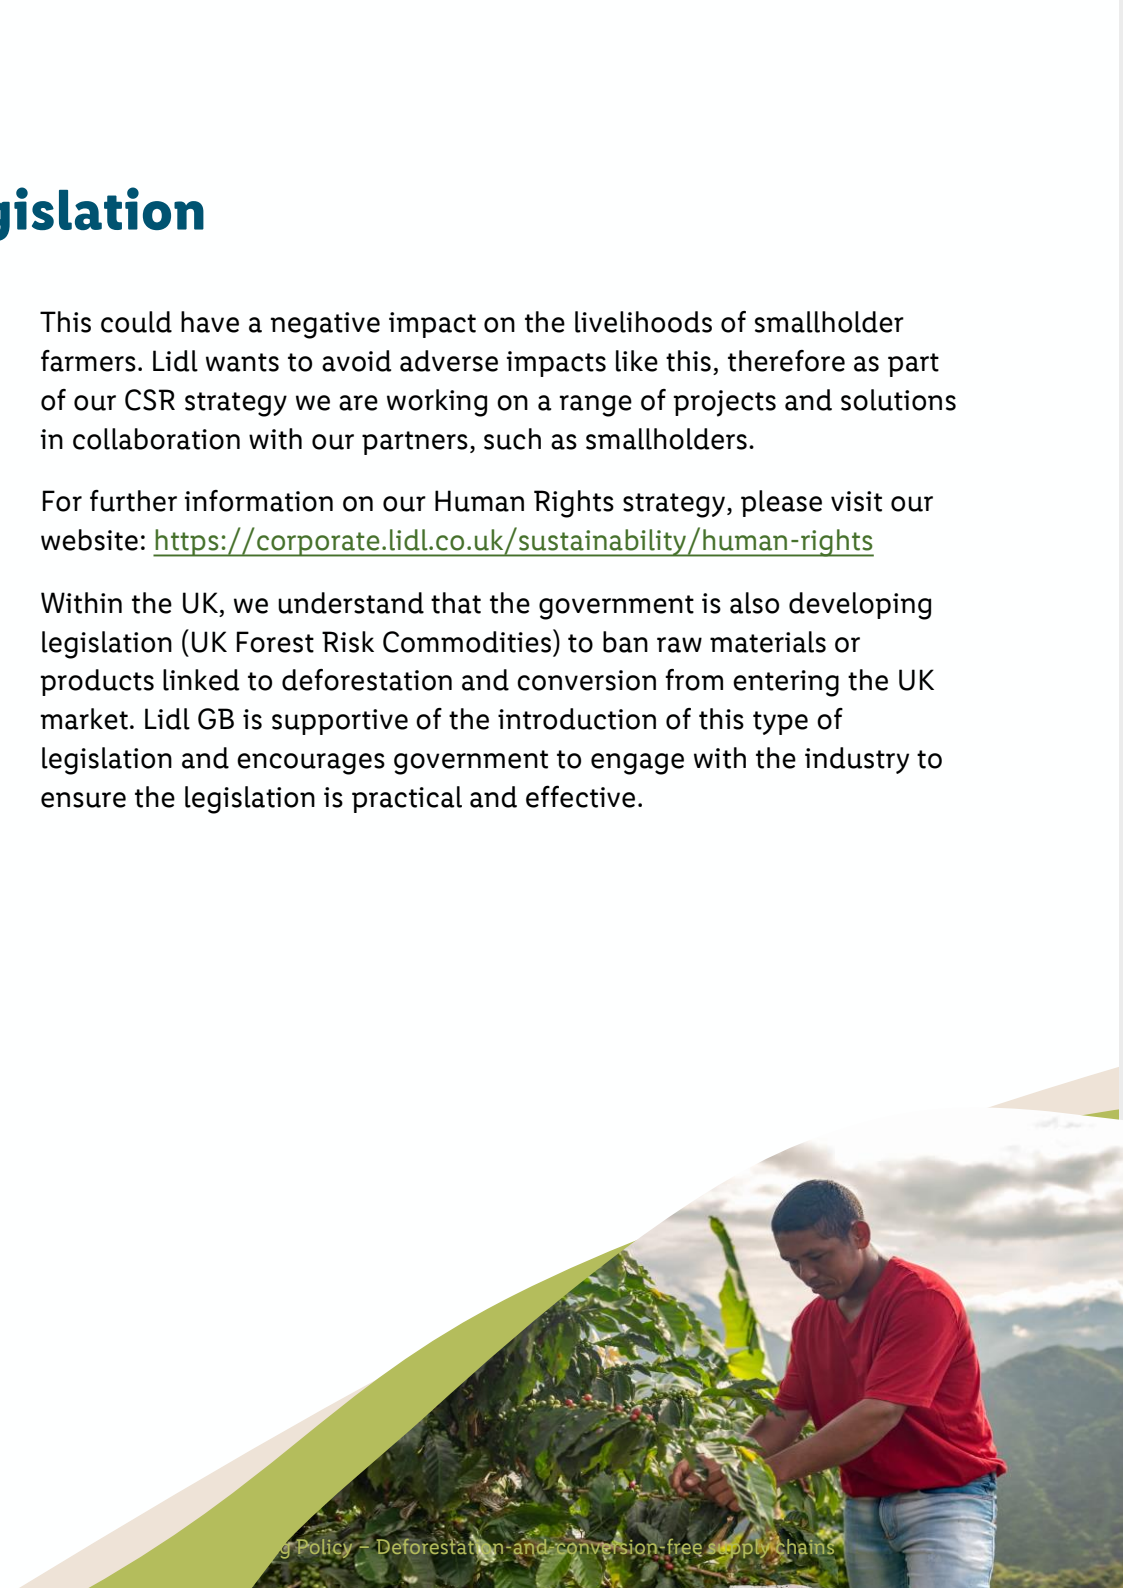 gislation
This could have a negative impact on the livelihoods of smallholder
farmers. Lidl wants to avoid adverse impacts like this, therefore as part
of our CSR strategy we are working on a range of projects and solutions
in collaboration with our partners, such as smallholders.
For further information on our Human Rights strategy, please visit our
website: https://corporate.lidl.co.uk/sustainability/human-rights
Within the UK, we understand that the government is also developing
legislation (UK Forest Risk Commodities) to ban raw materials or
products linked to deforestation and conversion from entering the UK
market. Lidl GB is supportive of the introduction of this type of
legislation and encourages government to engage with the industry to
ensure the legislation is practical and effective.
g Policy – Deforestation-and-conversion-free supply chains